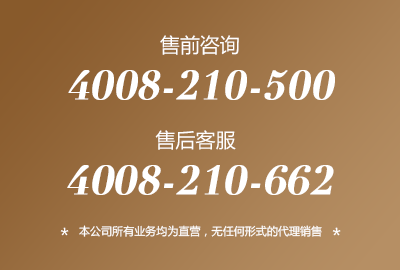 售前咨询
4008-210-500
售后客服
4008-210-662
* 本公司所有业务均为直营，无任何形式的代理销售 *